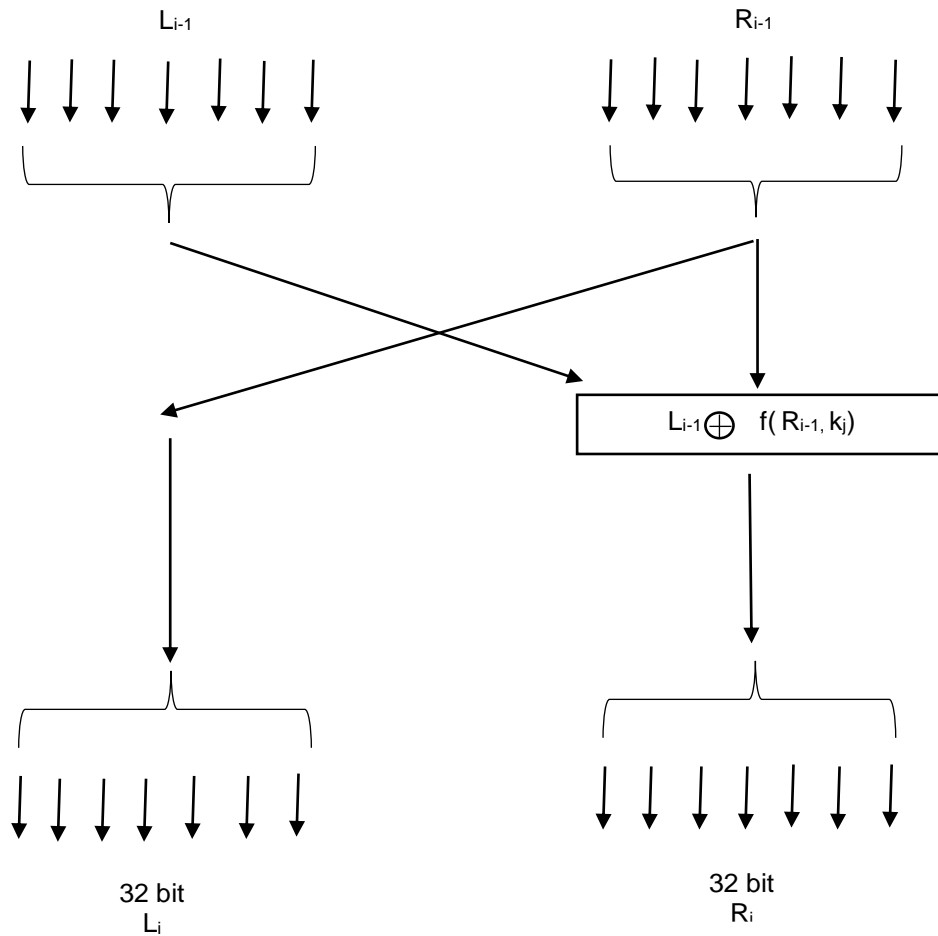 Lᵢ₋₁
Rᵢ₋₁
Lᵢ₋₁ ⊕ f( Rᵢ₋₁, kⱼ)
32 bit
Lᵢ
32 bit
Rᵢ